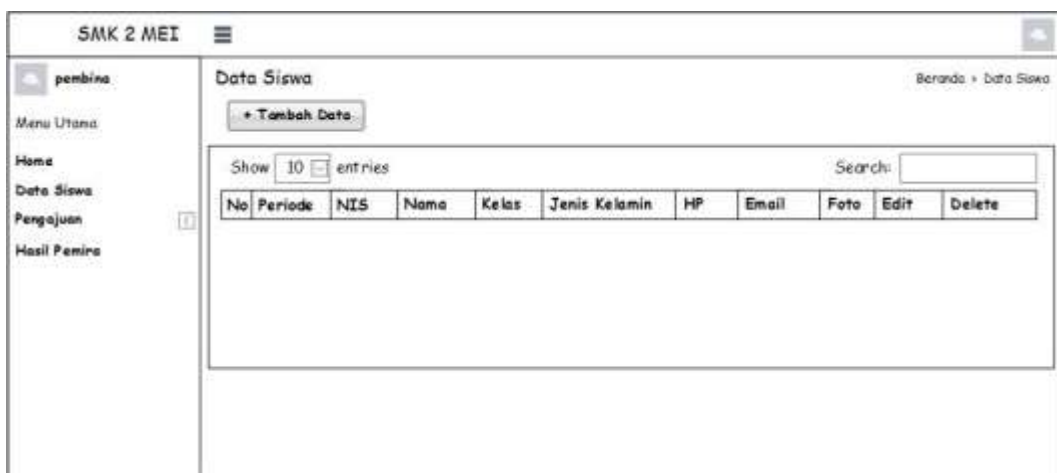 SMK 2 MEI
pembina
Menu Utama
Home
Data Siswa
Pengajuan
Hasil Pemira
Data Siswa
Beranda > Data Siswa
+ Tambah Data
Show 10 entries
Search:
No Periode NIS Nama Kelas Jenis Kelamin HP Email Foto Edit Delete